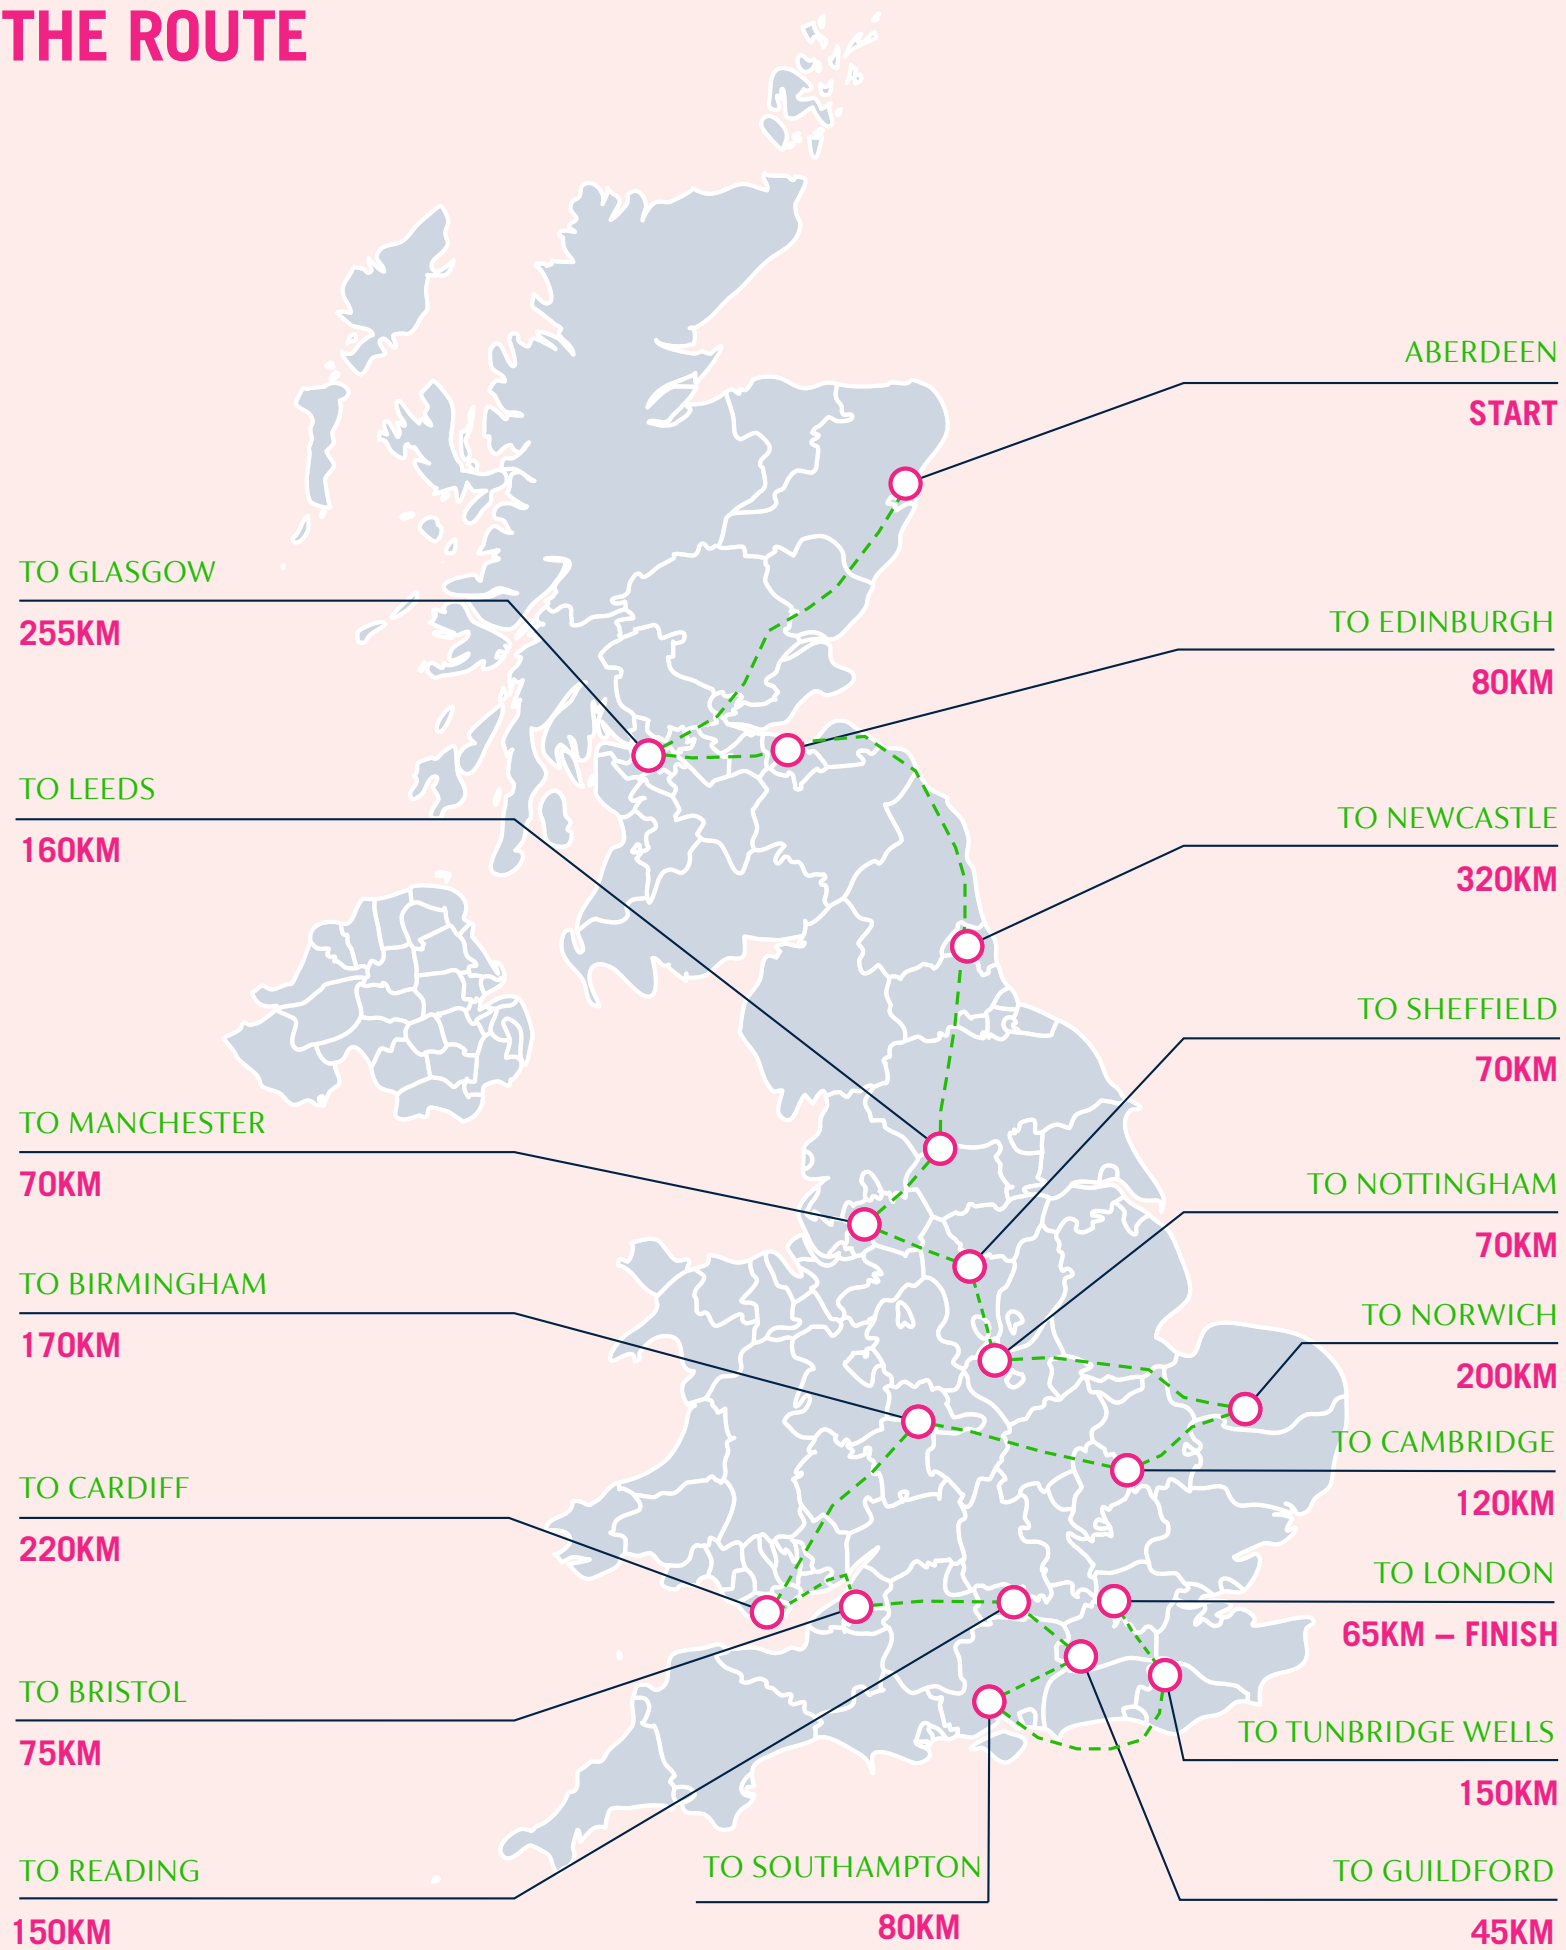 THE ROUTE
ABERDEEN
START
TO GLASGOW
255KM
TO EDINBURGH
80KM
TO LEEDS
160KM
TO NEWCASTLE
320KM
TO SHEFFIELD
70KM
TO MANCHESTER
70KM
TO NOTTINGHAM
70KM
TO BIRMINGHAM
170KM
TO NORWICH
200KM
TO CAMBRIDGE
120KM
TO CARDIFF
220KM
TO LONDON
65KM – FINISH
TO BRISTOL
75KM
TO TUNBRIDGE WELLS
150KM
TO READING
150KM
TO SOUTHAMPTON
80KM
TO GUILDFORD
45KM